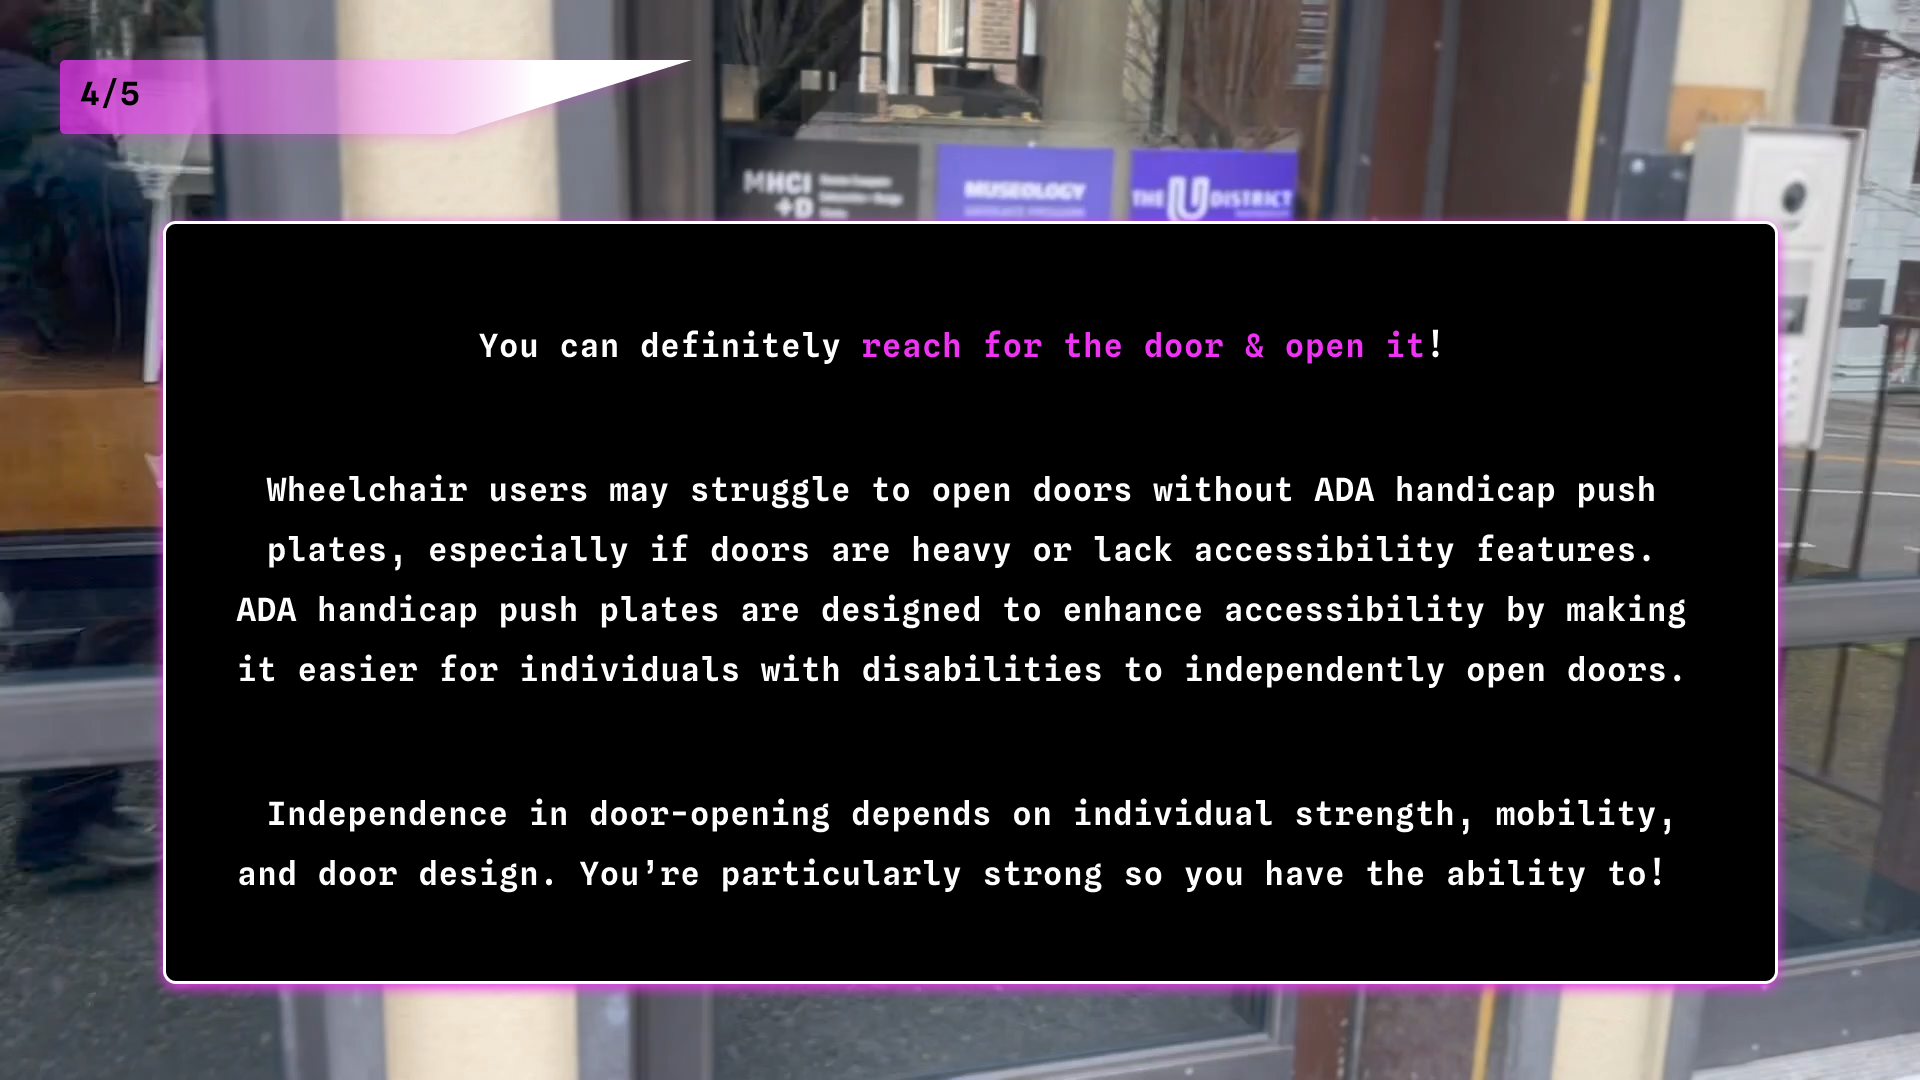 4/5
MHCI
+D
MUSEOLOGY
THE U DISTRICT
You can definitely reach for the door & open it!
Wheelchair users may struggle to open doors without ADA handicap push
plates, especially if doors are heavy or lack accessibility features.
ADA handicap push plates are designed to enhance accessibility by making
it easier for individuals with disabilities to independently open doors.
Independence in door-opening depends on individual strength, mobility,
and door design. You’re particularly strong so you have the ability to!